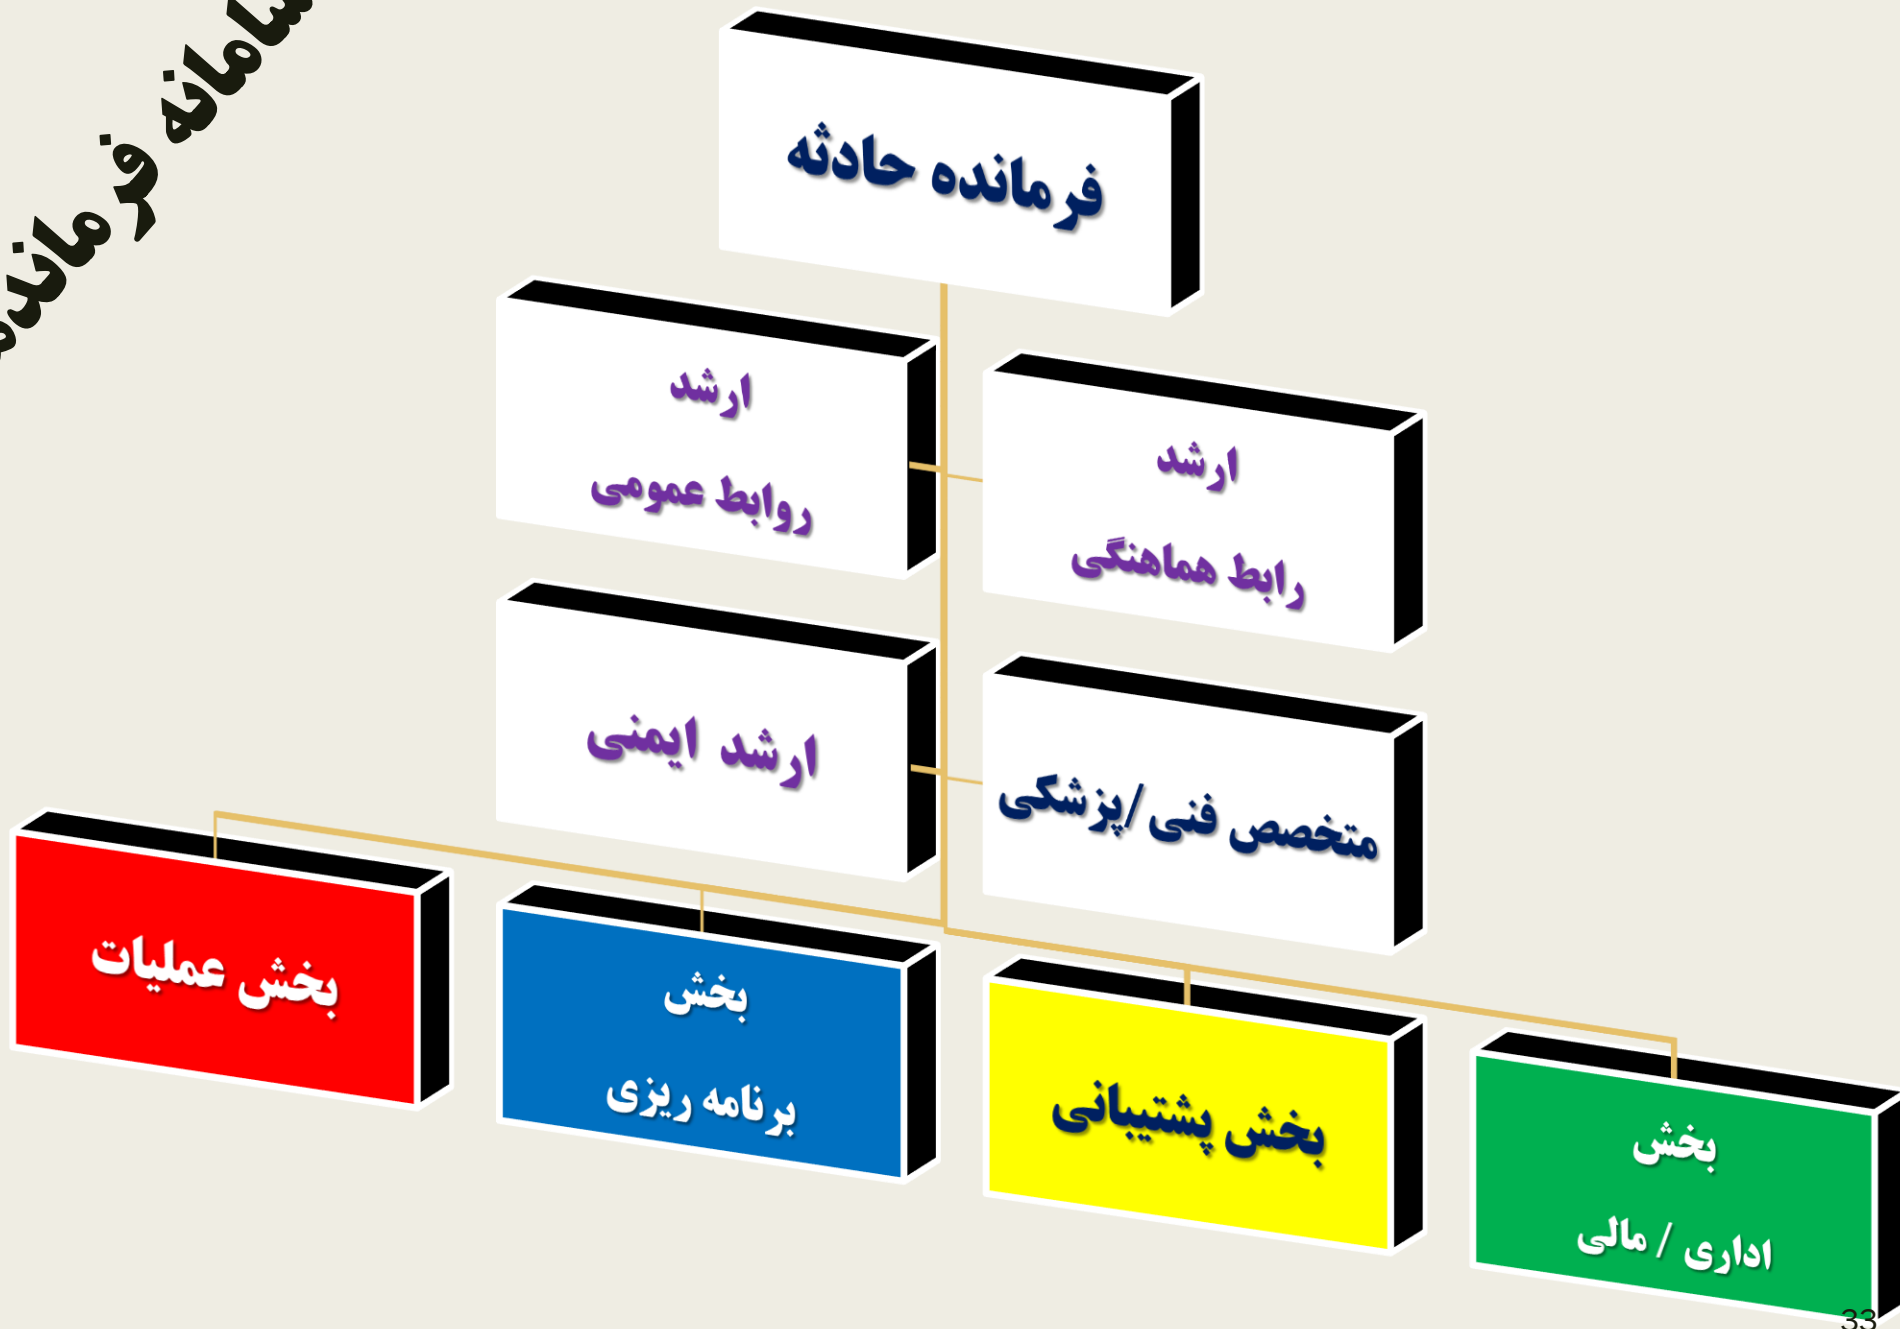 سامانه فرمانده
فرمانده حادثه
ارشد
روابط عمومی
ارشد
رابط هماهنگی
ارشد ایمنی
متخصص فنی /پزشکی
بخش عملیات
بخش
برنامه ریزی
بخش پشتیبانی
بخش
اداری / مالی
33